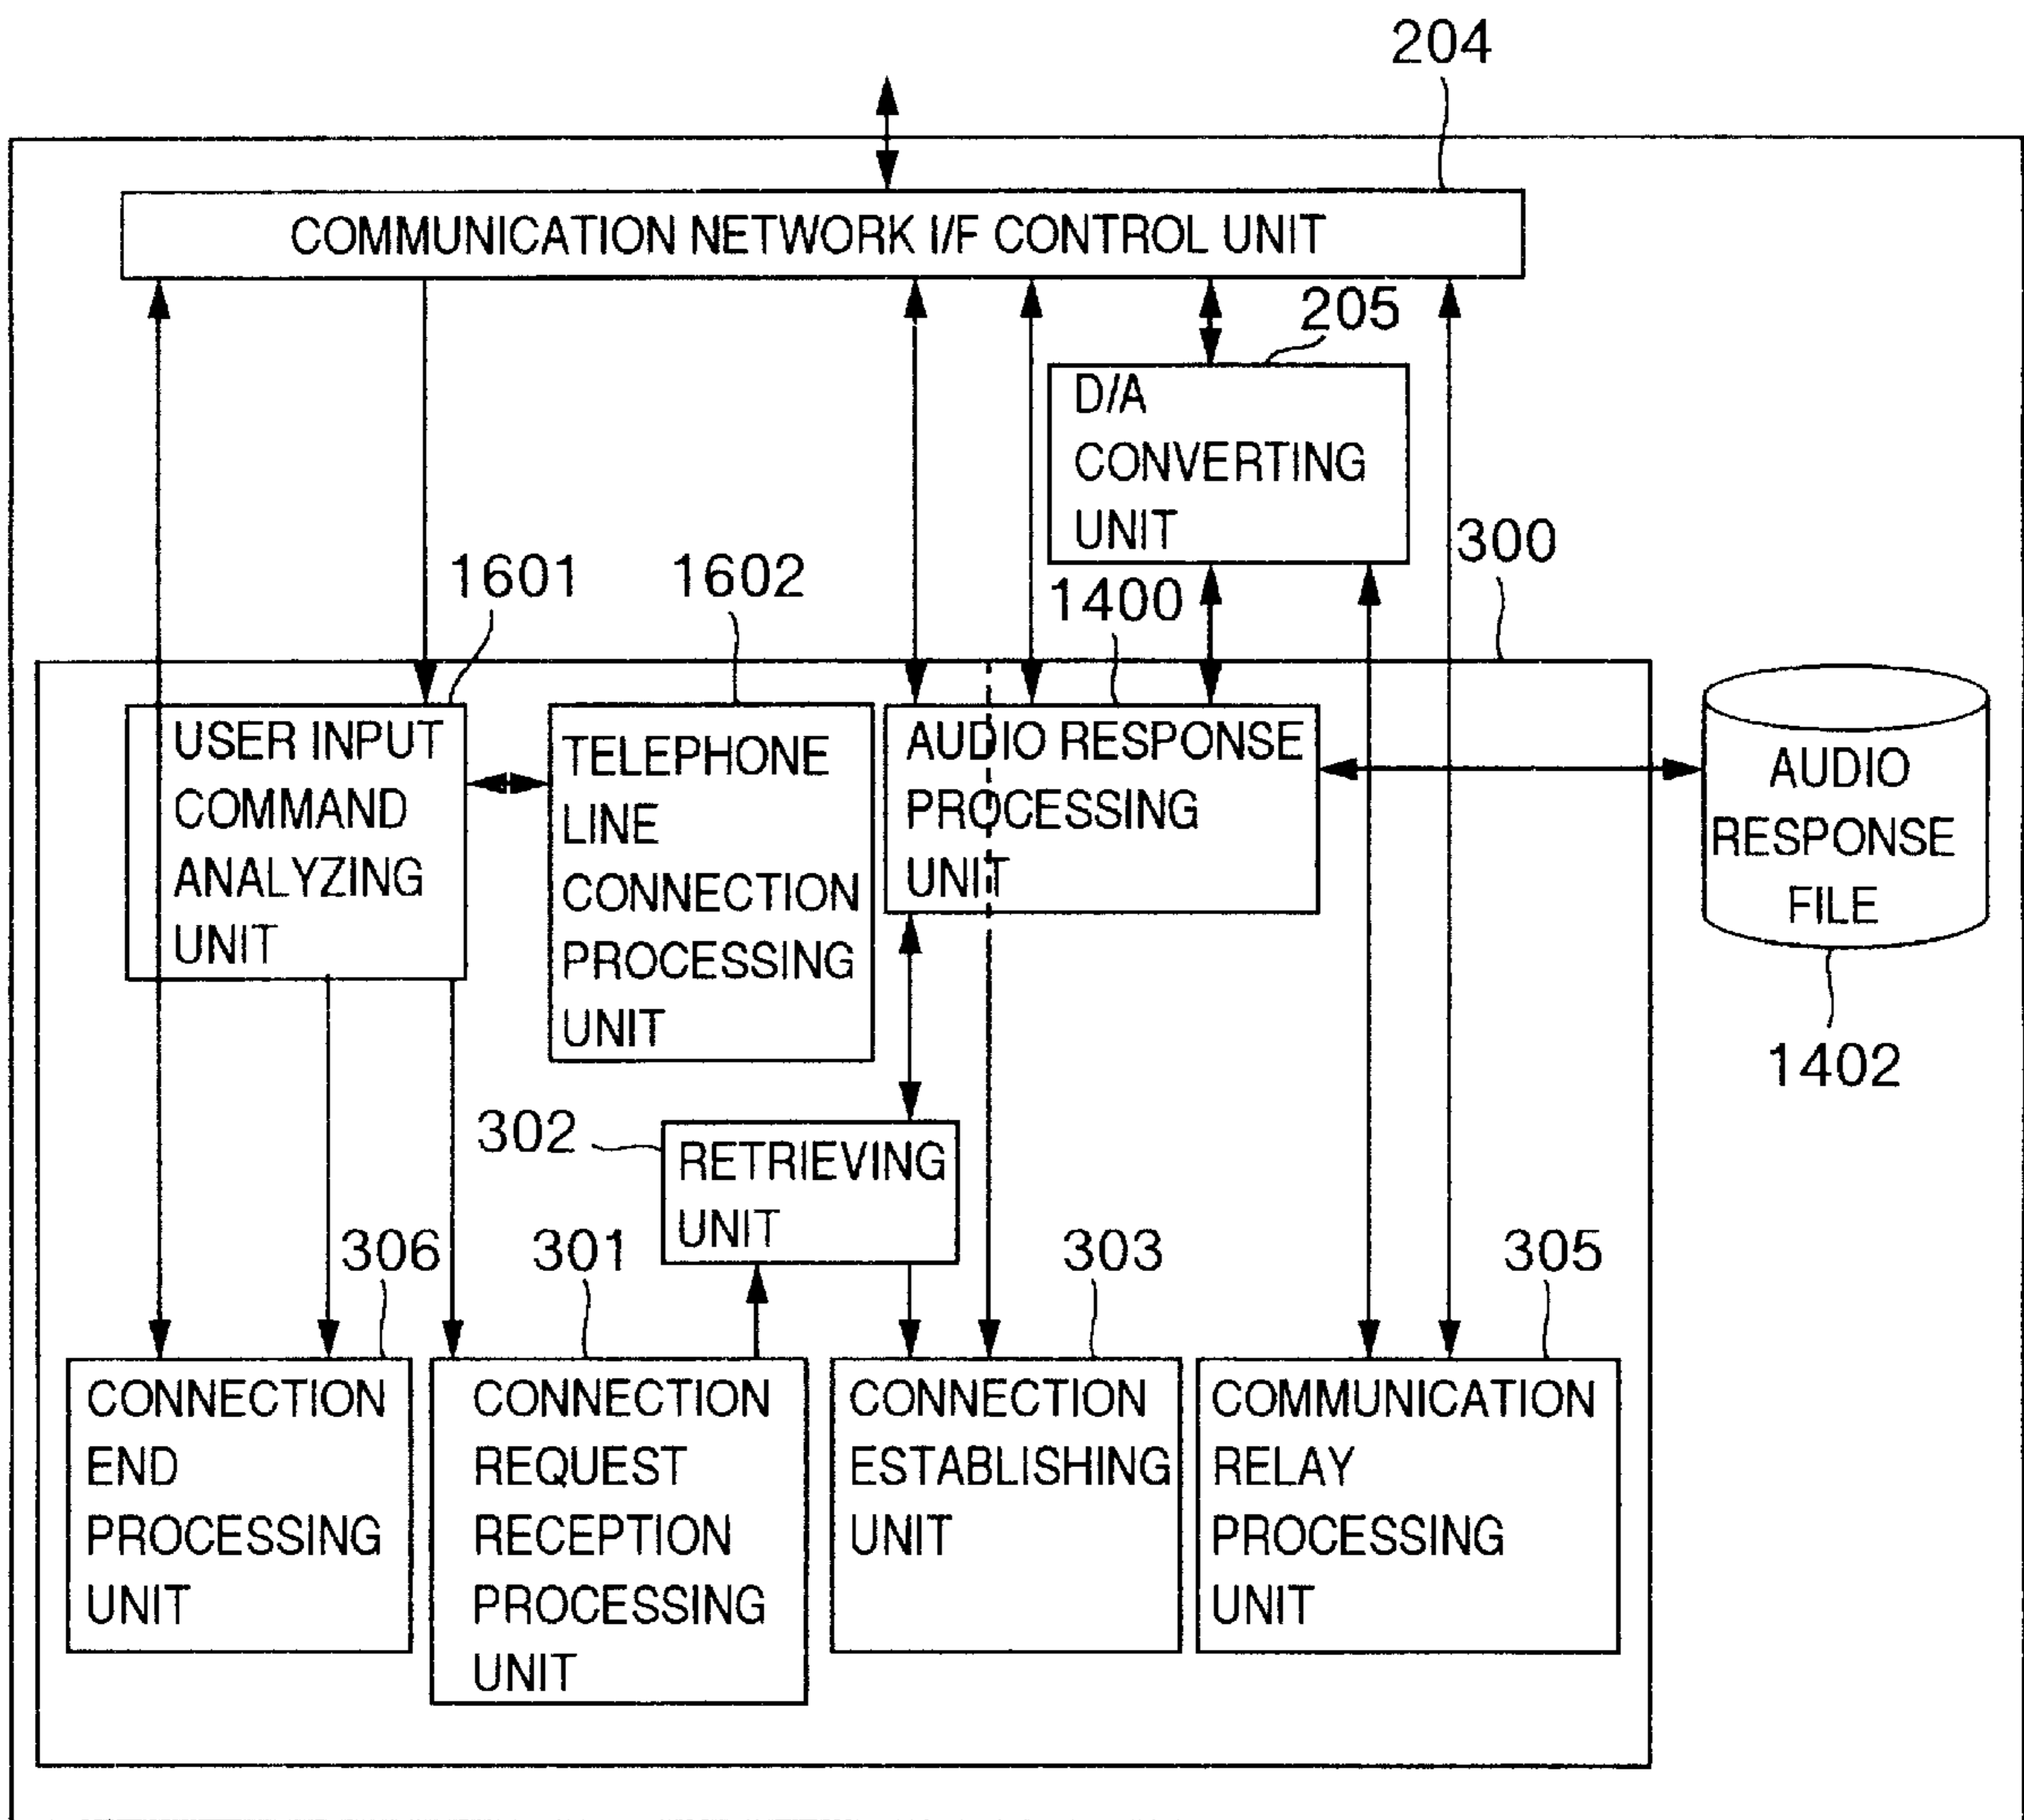 204
COMMUNICATION NETWORK I/F CONTROL UNIT
205
D/A
CONVERTING
UNIT
300
1601
1602
1400
USER INPUT
COMMAND
ANALYZING
UNIT
TELEPHONE
LINE
CONNECTION
PROCESSING
UNIT
AUDIO RESPONSE
PROCESSING
UNIT
AUDIO
RESPONSE
FILE
1402
302
RETRIEVING
UNIT
306
301
303
305
CONNECTION
END
PROCESSING
UNIT
CONNECTION
REQUEST
RECEPTION
PROCESSING
UNIT
CONNECTION
ESTABLISHING
UNIT
COMMUNICATION
RELAY
PROCESSING
UNIT